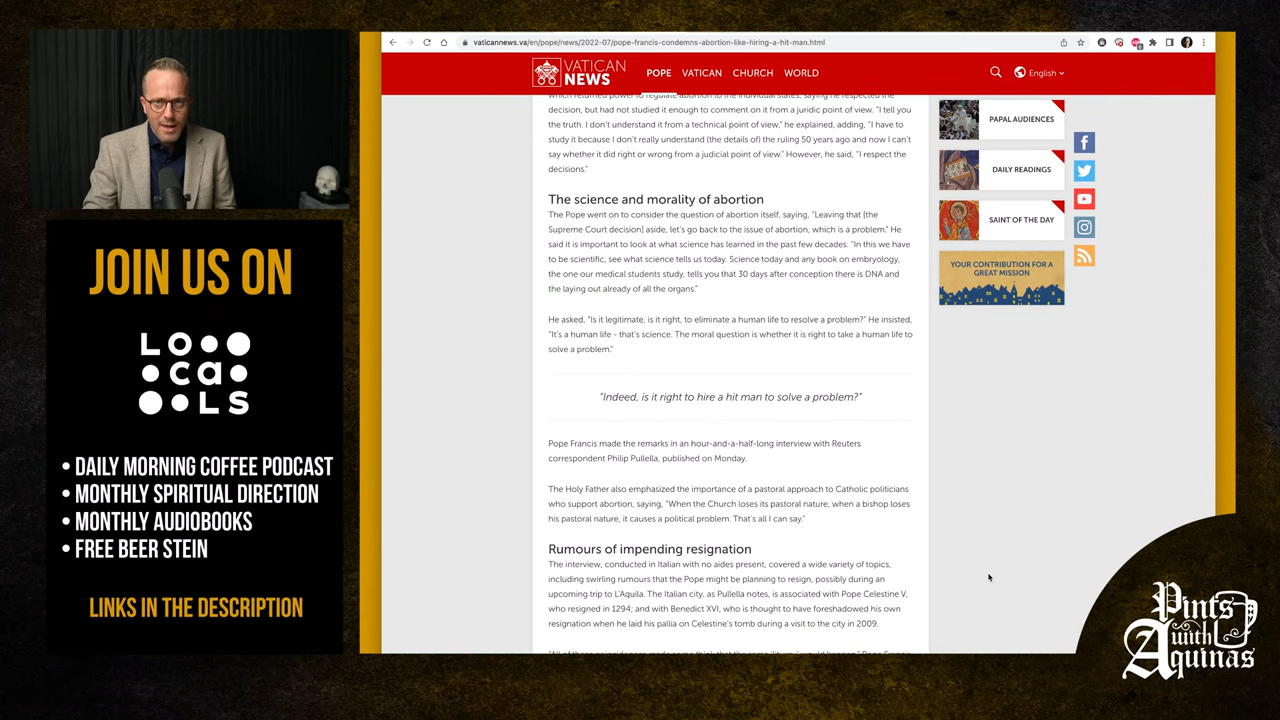 JOIN US ON
LOCALS
• DAILY MORNING COFFEE PODCAST
• MONTHLY SPIRITUAL DIRECTION
• MONTHLY AUDIOBOOKS
• FREE BEER STEIN
LINKS IN THE DESCRIPTION
vaticannews.va/en/pope/news/2022-07/pope-francis-condemns-abortion-like-hiring-a-hit-man.html
VATICAN
NEWS
POPE VATICAN CHURCH WORLD
English
which returned power to regulate abortion to the individual states, saying he respected the
decision, but had not studied it enough to comment on it from a juridic point of view. "I tell you
the truth. I don't understand it from a technical point of view," he explained, adding, "I have to
study it because I don't really understand (the details of) the ruling 50 years ago and now I can't
say whether it did right or wrong from a judicial point of view." However, he said, "I respect the
decision."
The science and morality of abortion
The Pope went on to consider the question of abortion itself, saying, "Leaving that [the
Supreme Court decision] aside, let's go back to the issue of abortion, which is a problem." He
said it is important to look at what science has learned in the past few decades: "In this we have
to be scientific, see what science tells us today. Science today and any book on embryology,
the one our medical students study, tells you that 30 days after conception there is DNA and
the laying out already of all the organs."
He asked, "Is it legitimate, is it right, to eliminate a human life to resolve a problem?" He insisted,
"It's a human life - that's science. The moral question is whether it is right to take a human life to
solve a problem."
"Indeed, is it right to hire a hit man to solve a problem?"
Pope Francis made the remarks in an hour-and-a-half-long interview with Reuters
correspondent Philip Pullella, published on Monday.
The Holy Father also emphasized the importance of a pastoral approach to Catholic politicians
who support abortion, saying, "When the Church loses its pastoral nature, when a bishop loses
his pastoral nature, it causes a political problem. That's all I can say."
Rumours of impending resignation
The interview, conducted in Italian with no aides present, covered a wide variety of topics,
including swirling rumours that the Pope might be planning to resign, possibly during an
upcoming trip to L'Aquila. The Italian city, as Pullella notes, is associated with Pope Celestine V,
who resigned in 1294; and with Benedict XVI, who is thought to have foreshadowed his own
resignation when he laid his pallia on Celestine's tomb during a visit to the city in 2009.
PAPAL AUDIENCES
DAILY READINGS
SAINT OF THE DAY
YOUR CONTRIBUTION FOR A
GREAT MISSION
Pints
with
Aquinas